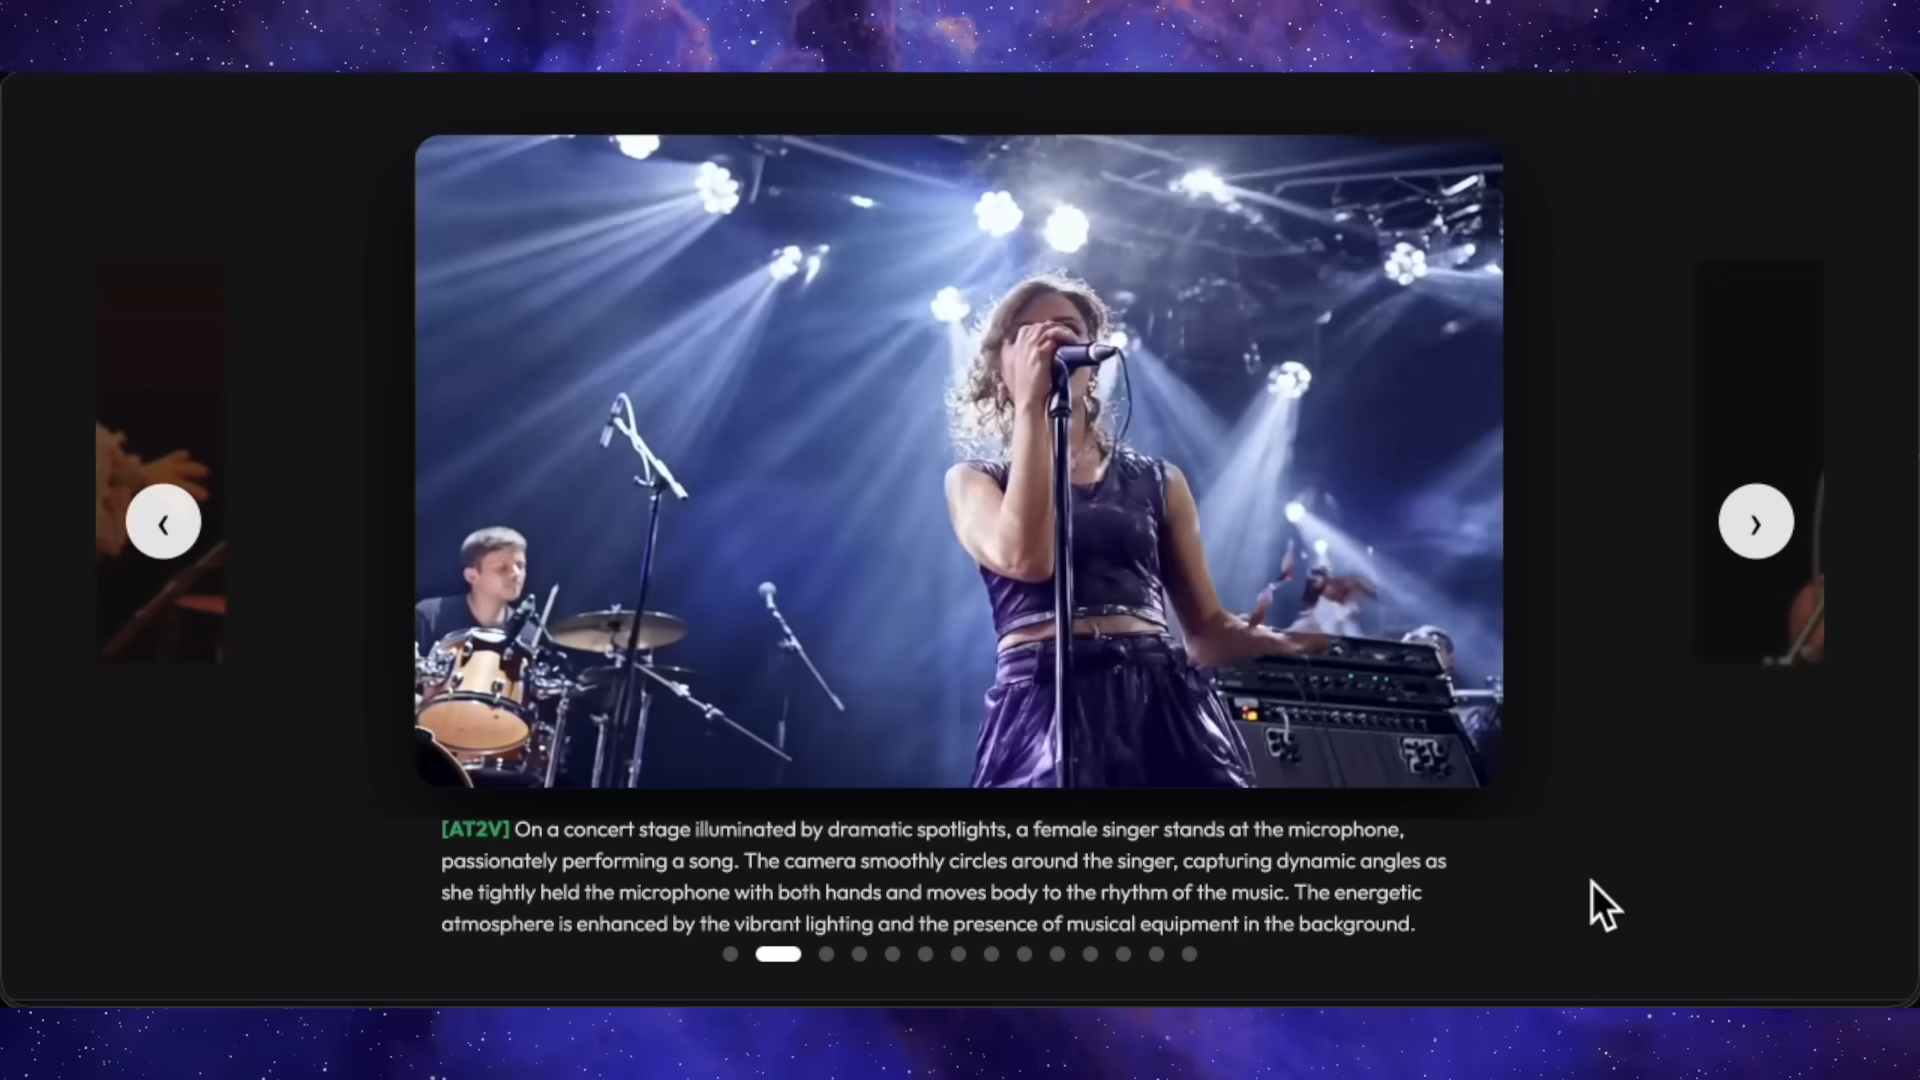 [AT2V] On a concert stage illuminated by dramatic spotlights, a female singer stands at the microphone,
passionately performing a song. The camera smoothly circles around the singer, capturing dynamic angles as
she tightly held the microphone with both hands and moves body to the rhythm of the music. The energetic
atmosphere is enhanced by the vibrant lighting and the presence of musical equipment in the background.